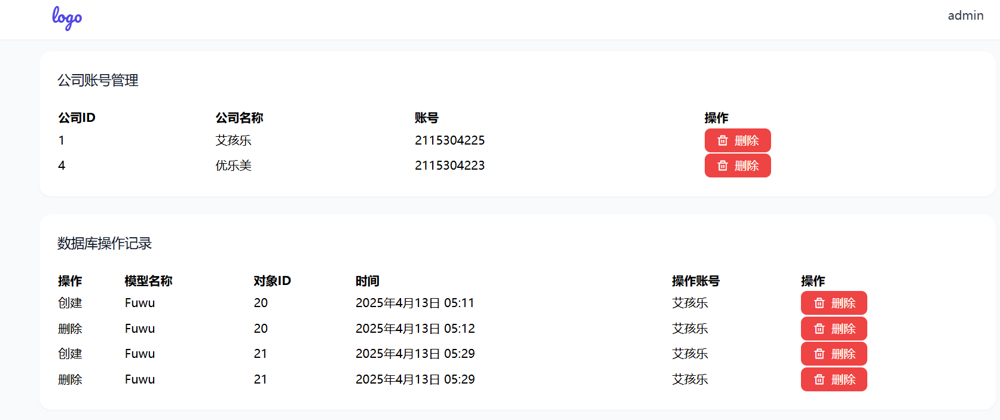 logo
admin
公司账号管理
公司ID 公司名称 账号 操作
1 艾孩乐 2115304225 删除
4 优乐美 2115304223 删除
数据库操作记录
操作 模型名称 对象ID 时间 操作账号 操作
创建 Fuwu 20 2025年4月13日 05:11 艾孩乐 删除
删除 Fuwu 20 2025年4月13日 05:12 艾孩乐 删除
创建 Fuwu 21 2025年4月13日 05:29 艾孩乐 删除
删除 Fuwu 21 2025年4月13日 05:29 艾孩乐 删除